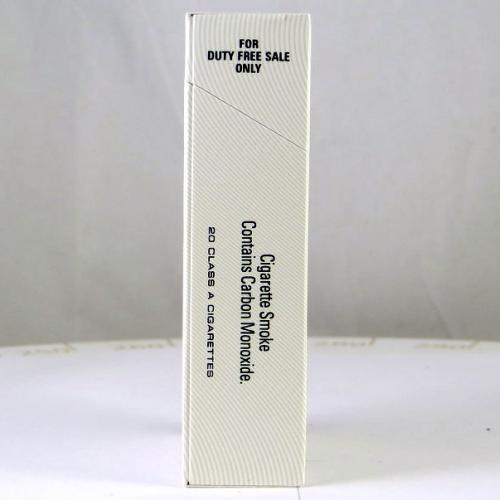 FOR
DUTY FREE SALE
ONLY
Cigarette Smoke
Contains Carbon Monoxide.
20 CLASS A CIGARETTES